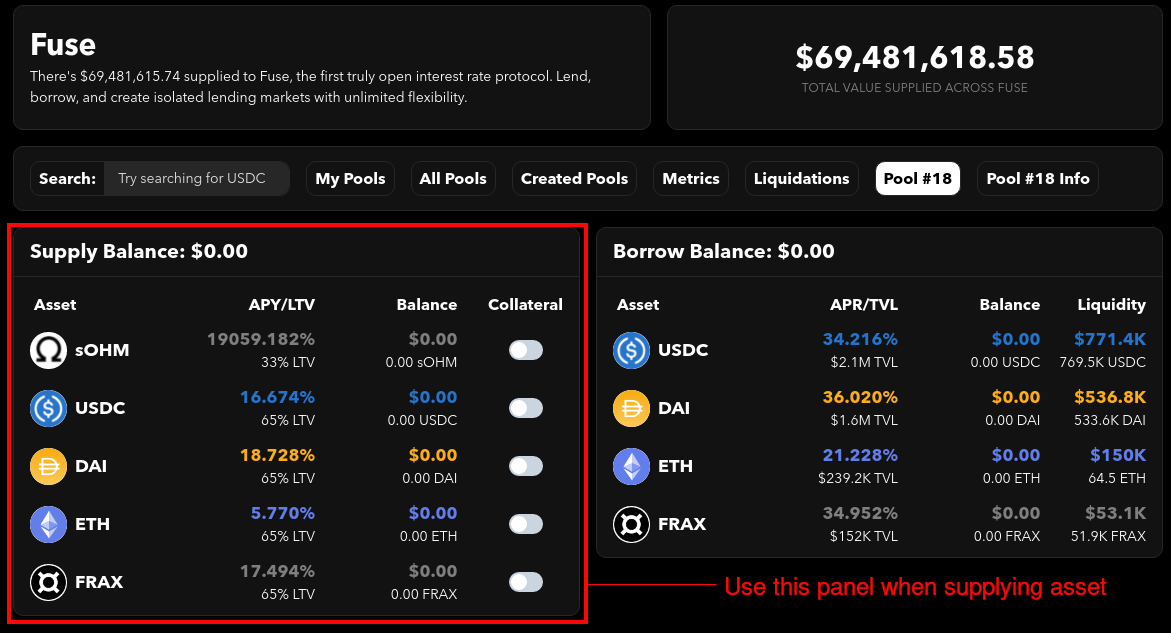 Fuse
There's $69,481,615.74 supplied to Fuse, the first truly open interest rate protocol. Lend,
borrow, and create isolated lending markets with unlimited flexibility.
$69,481,618.58
TOTAL VALUE SUPPLIED ACROSS FUSE
Search: Try searching for USDC My Pools All Pools Created Pools Metrics Liquidations Pool #18 Pool #18 Info
Supply Balance: $0.00
Asset APY/LTV Balance Collateral
sOHM 19059.182% $0.00
33% LTV 0.00 sOHM
USDC 16.674% $0.00
65% LTV 0.00 USDC
DAI 18.728% $0.00
65% LTV 0.00 DAI
ETH 5.770% $0.00
65% LTV 0.00 ETH
FRAX 17.494% $0.00
65% LTV 0.00 FRAX
Borrow Balance: $0.00
Asset APR/TVL Balance Liquidity
USDC 34.216% $0.00 $771.4K
$2.1M TVL 0.00 USDC 769.5K USDC
DAI 36.020% $0.00 $536.8K
$1.6M TVL 0.00 DAI 533.6K DAI
ETH 21.228% $0.00 $150K
$239.2K TVL 0.00 ETH 64.5 ETH
FRAX 34.952% $0.00 $53.1K
$152K TVL 0.00 FRAX 51.9K FRAX
Use this panel when supplying asset